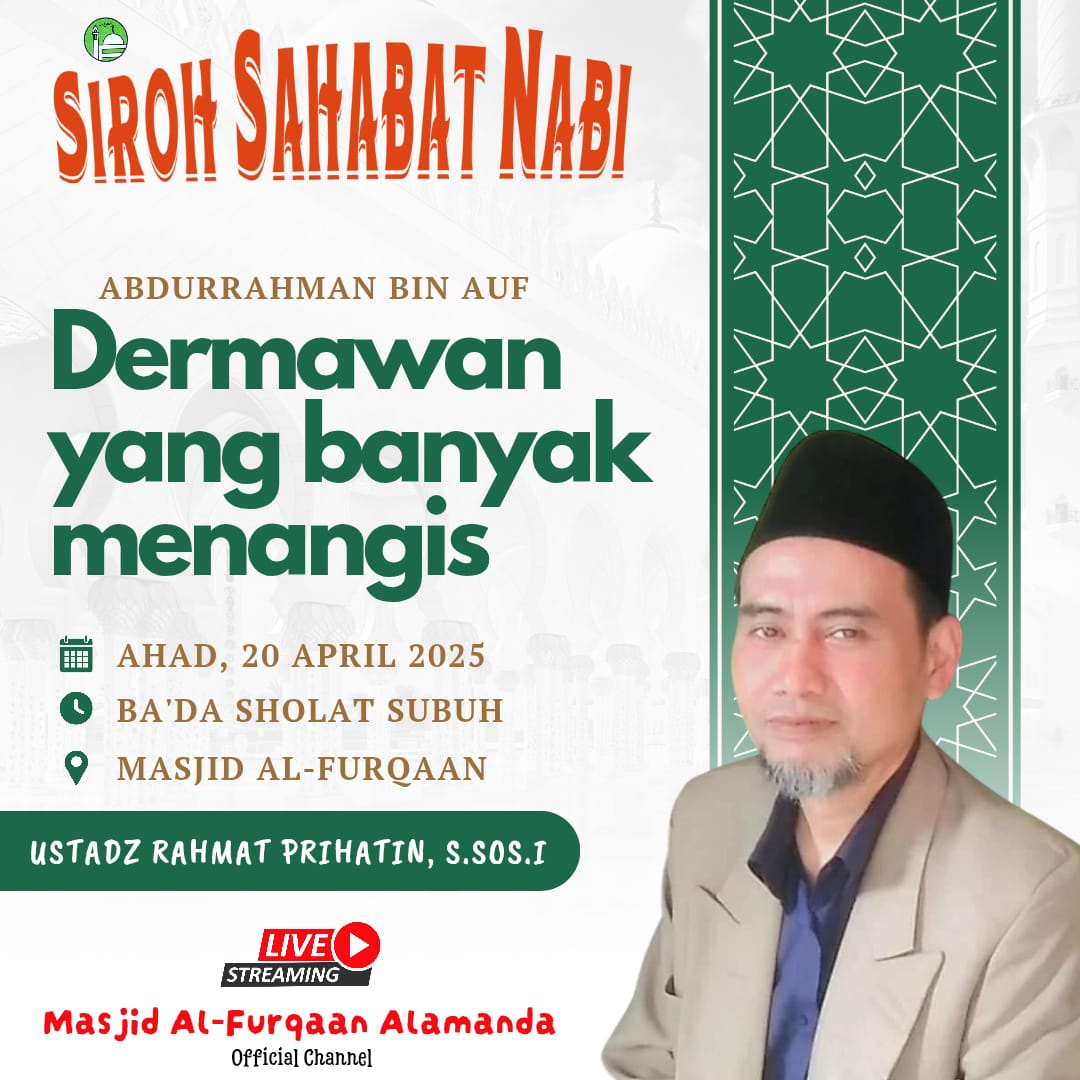 SIROH SAHABAT NABI
ABDURRAHMAN BIN AUF
Dermawan
yang banyak
menangis
AHAD, 20 APRIL 2025
BA'DA SHOLAT SUBUH
MASJID AL-FURQAAN
USTADZ RAHMAT PRIHATIN, S.SOS.I
LIVE
STREAMING
Masjid Al-Furqaan Alamanda
Official Channel